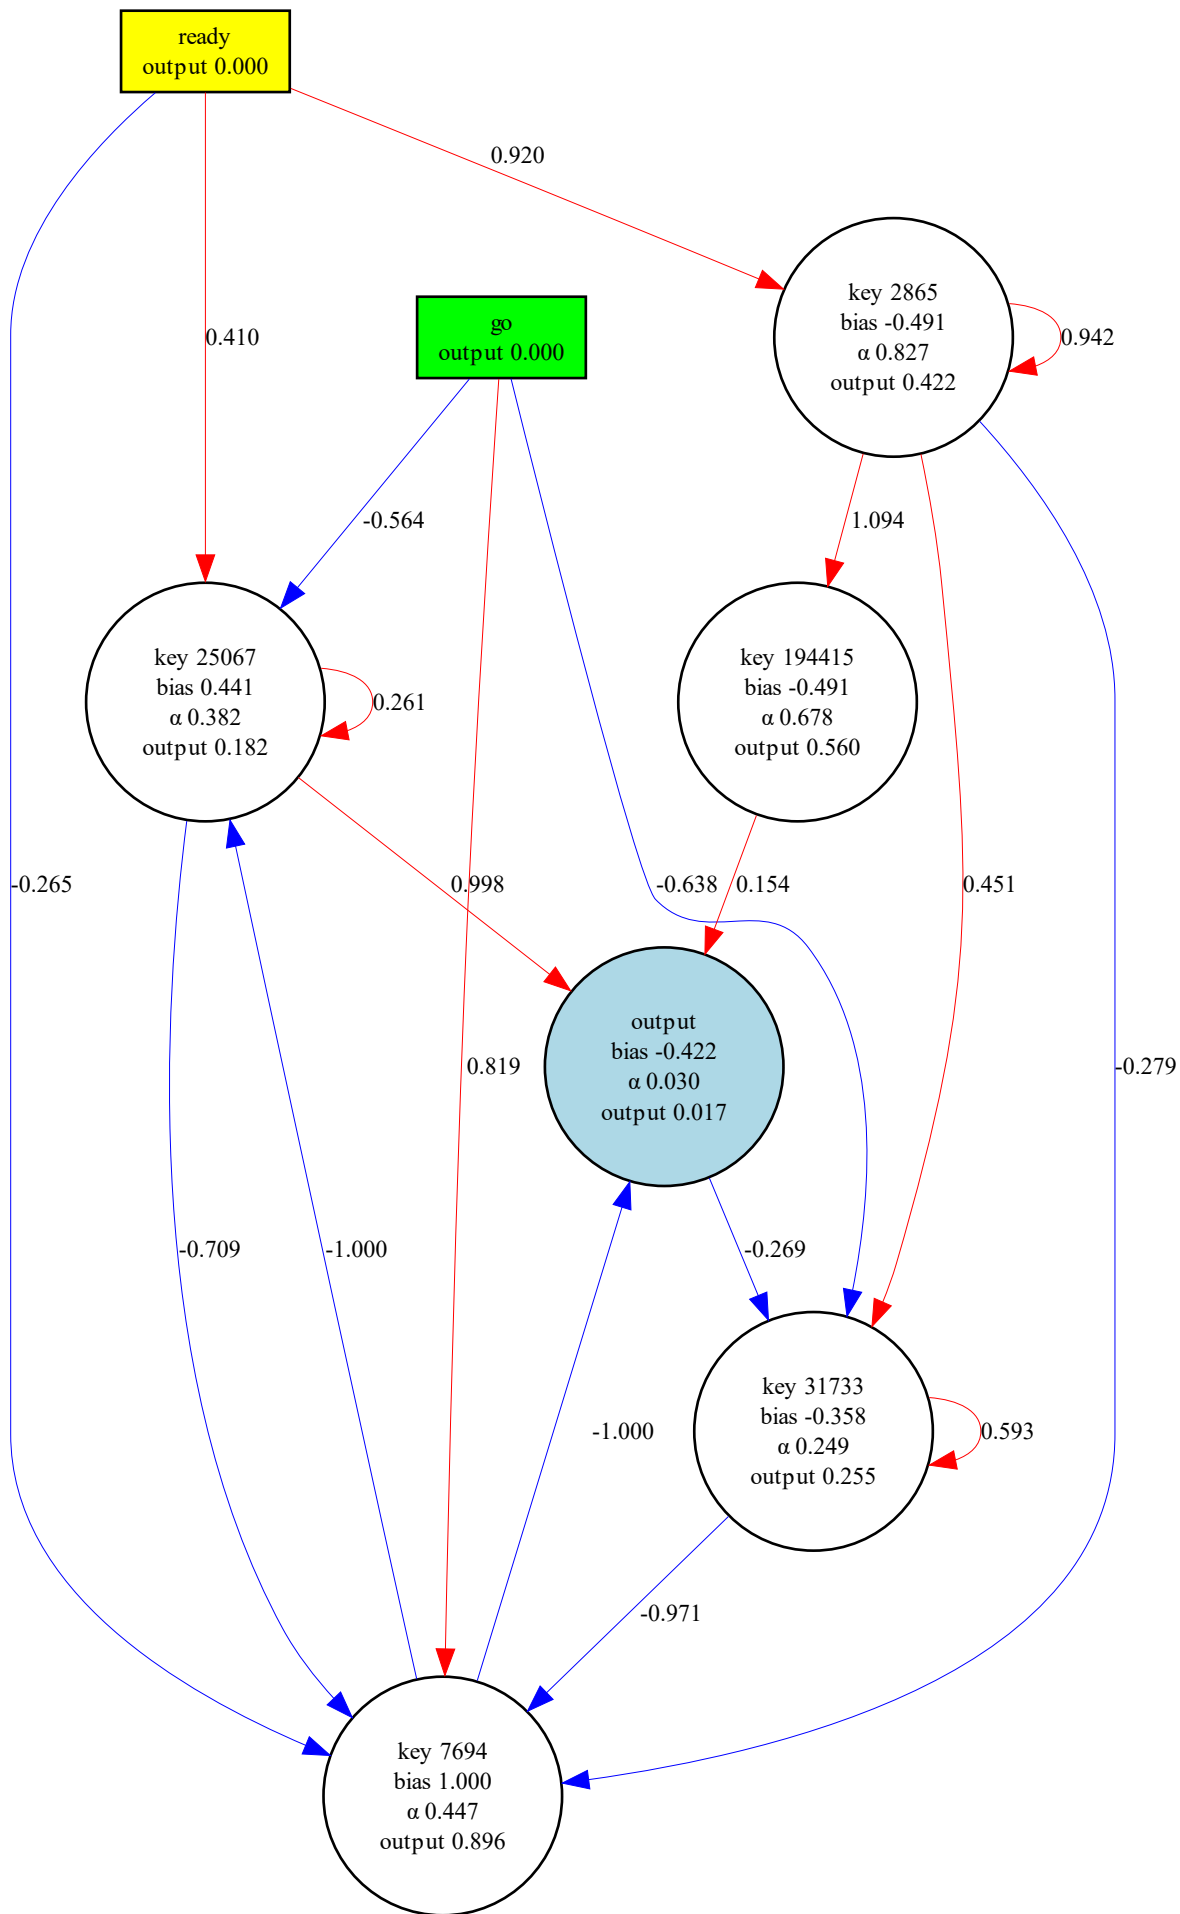 ready
output 0.000
0.920
key 2865
bias -0.491
α 0.827
output 0.422
0.942
go
output 0.000
0.410
-0.564
1.094
key 25067
bias 0.441
α 0.382
output 0.182
0.261
key 194415
bias -0.491
α 0.678
output 0.560
-0.265
0.998
-0.638
0.154
0.451
output
bias -0.422
α 0.030
output 0.017
0.819
-0.279
-0.709
-1.000
-0.269
-1.000
key 31733
bias -0.358
α 0.249
output 0.255
0.593
-0.971
key 7694
bias 1.000
α 0.447
output 0.896